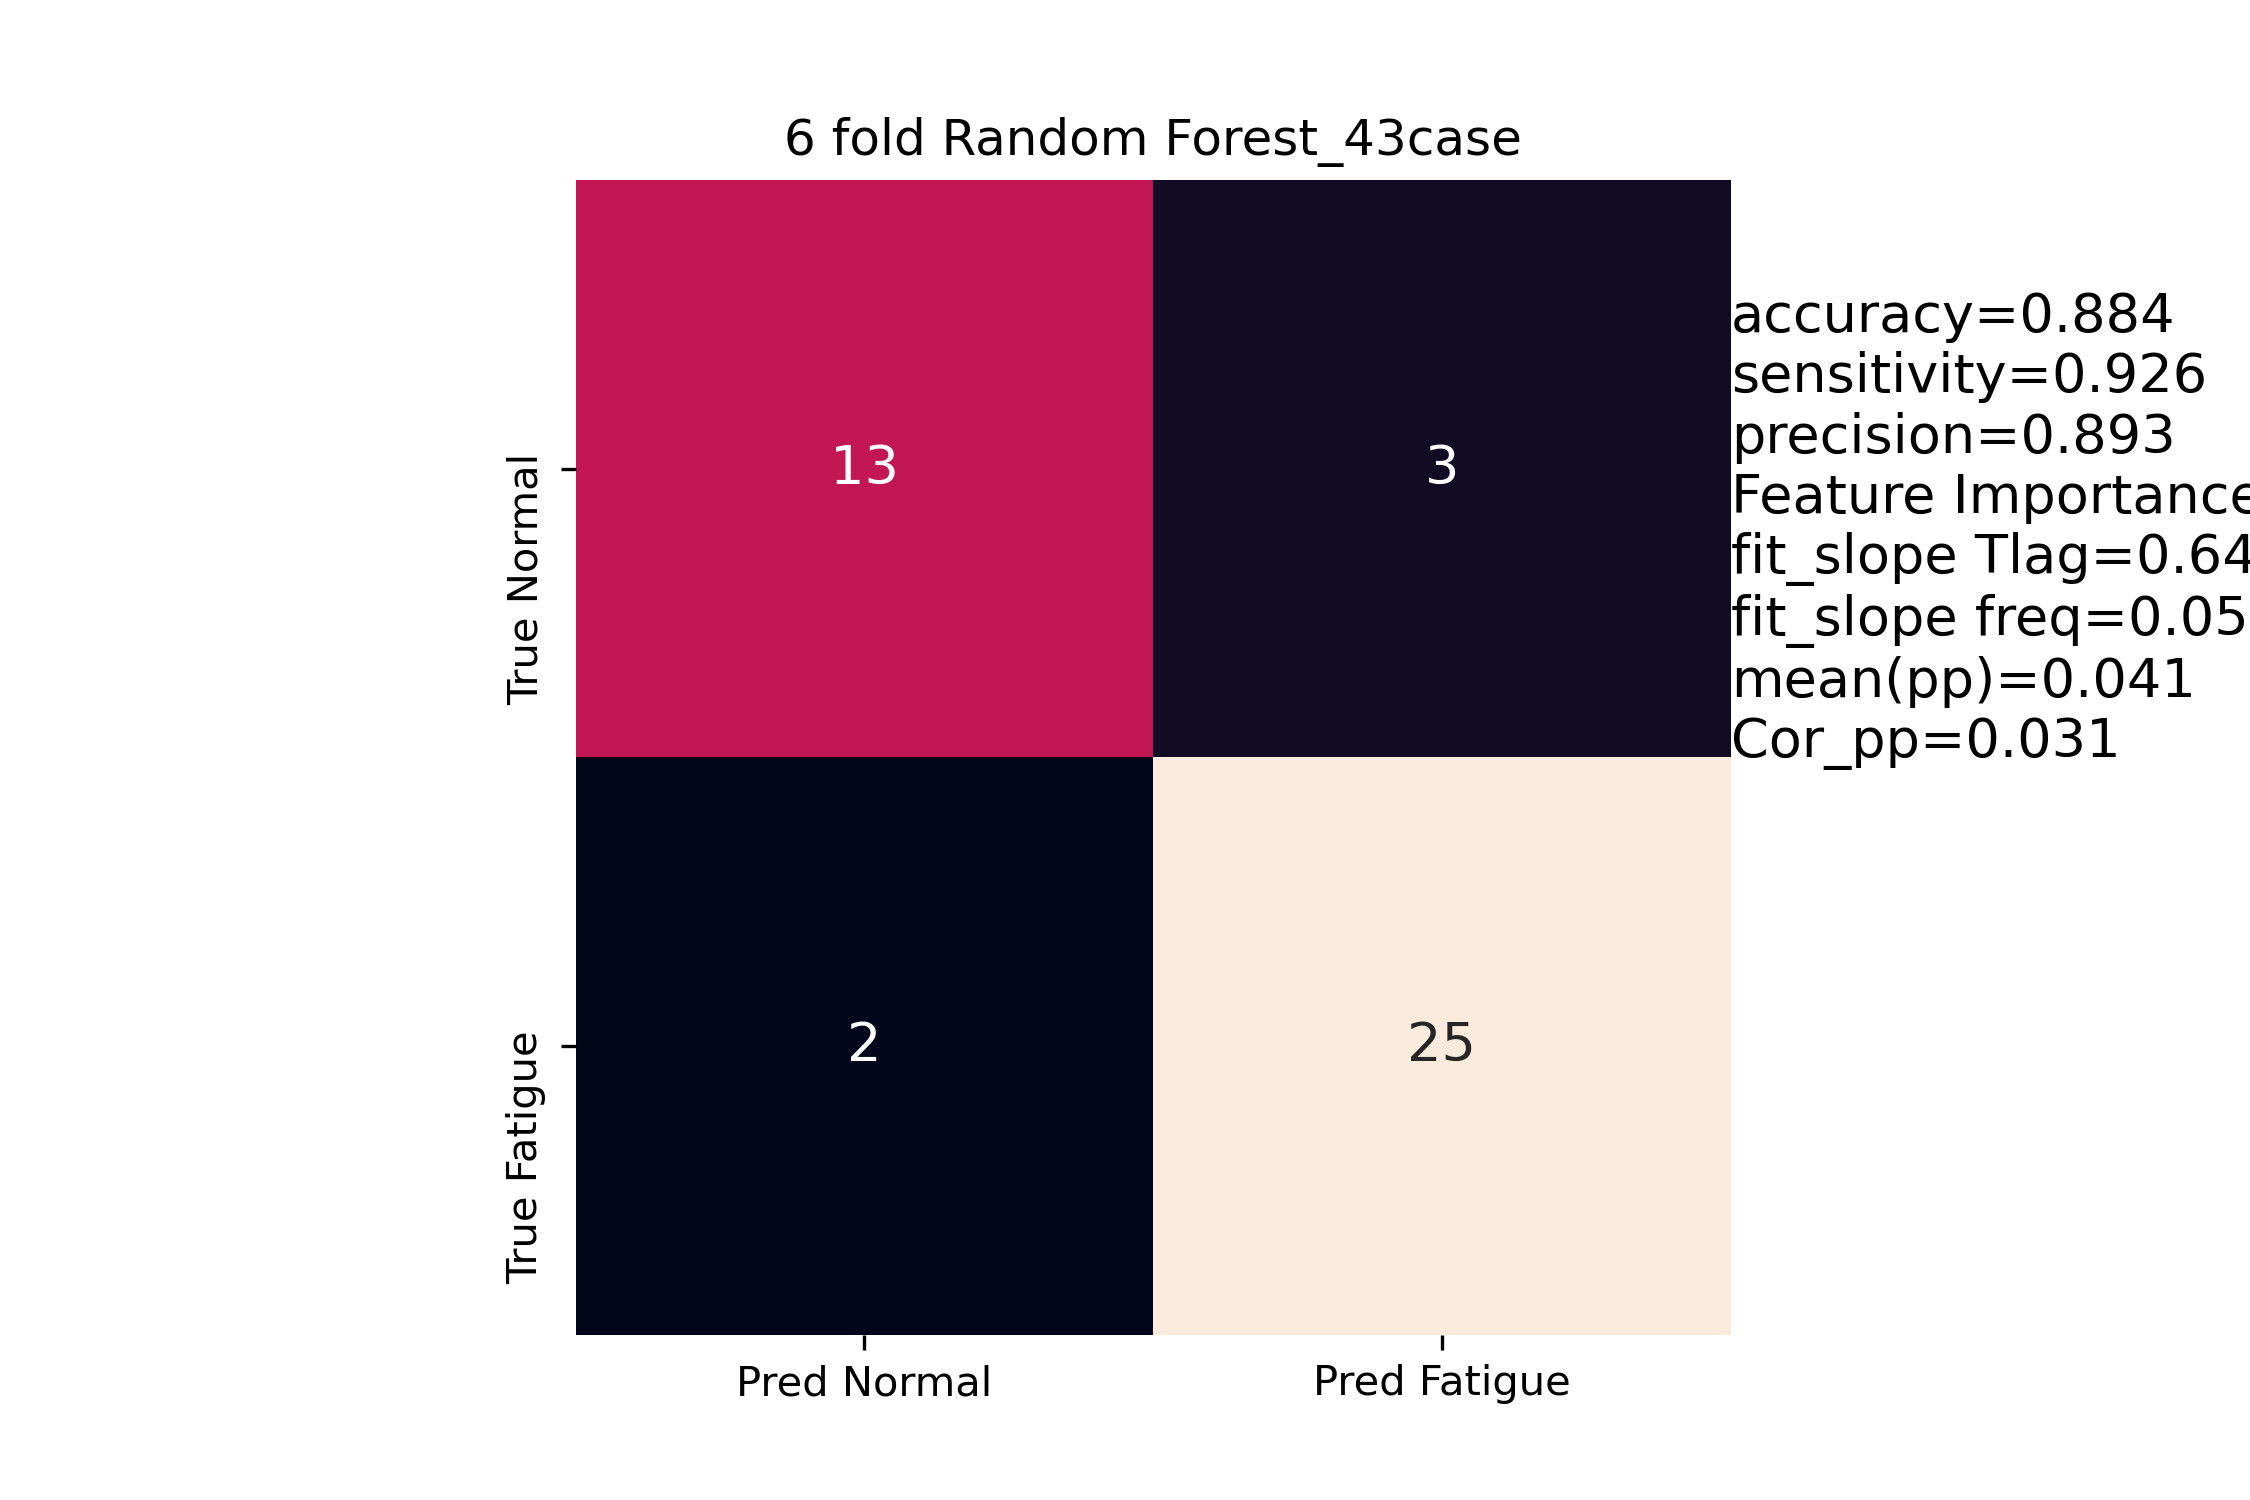 6 fold Random Forest_43case
True Normal
13
3
accuracy=0.884
sensitivity=0.926
precision=0.893
Feature Importance
fit_slope Tlag=0.64
fit_slope freq=0.05
mean(pp)=0.041
Cor_pp=0.031
True Fatigue
2
25
Pred Normal
Pred Fatigue